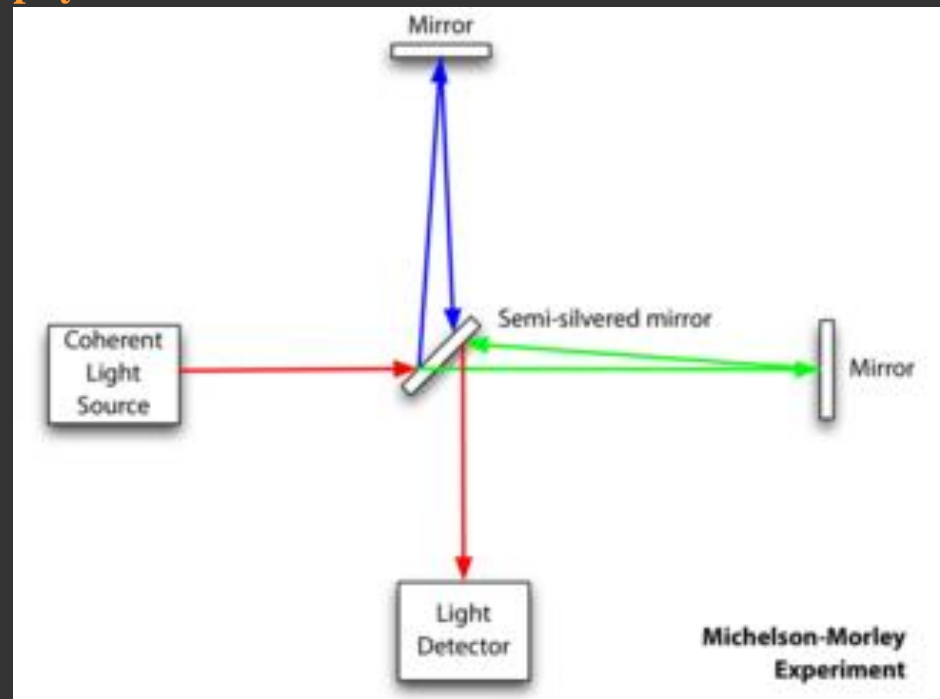 Mirror
Semi-silvered mirror
Coherent
Light
Source
Mirror
Light
Detector
Michelson-Morley
Experiment